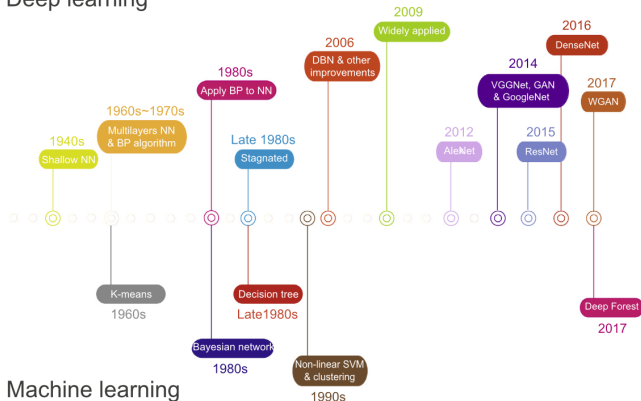 Deep learning
2009
Widely applied
2016
DenseNet
2006
DBN & other
improvements
2014
VGGNet, GAN
& GoogleNet
1980s
Apply BP to NN
2017
WGAN
1960s~1970s
Multilayers NN
& BP algorithm
1940s
Shallow NN
Late 1980s
Stagnated
2012
AleNet
2015
ResNet
K-means
1960s
Decision tree
Late1980s
Deep Forest
2017
Bayesian network
1980s
Non-linear SVM
& clustering
1990s
Machine learning